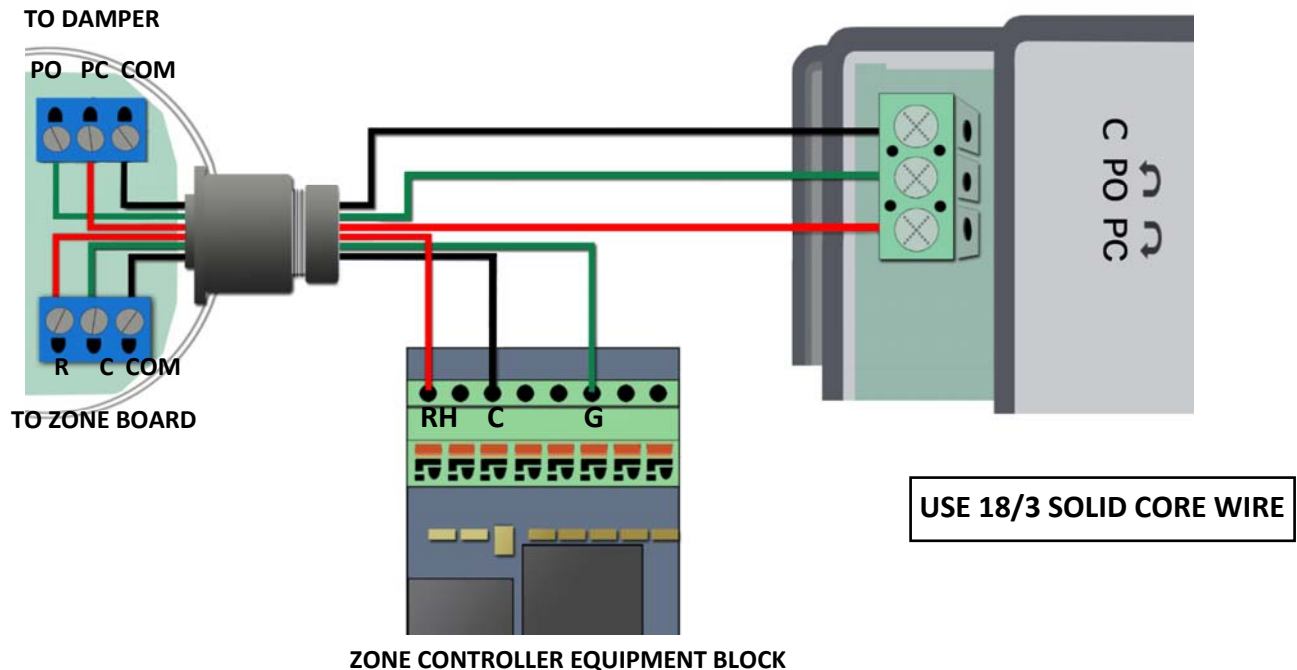 TO DAMPER
PO PC COM
R C COM
TO ZONE BOARD
RH C G
ZONE CONTROLLER EQUIPMENT BLOCK
C PO PC
USE 18/3 SOLID CORE WIRE